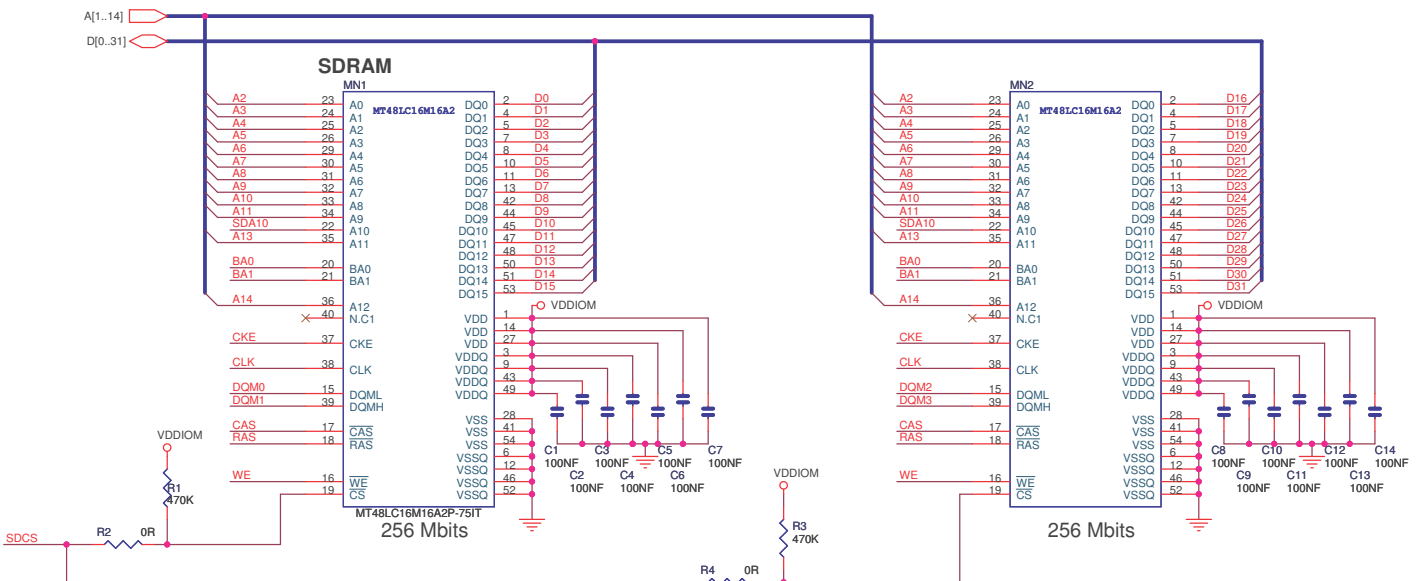 A[1..14]
D[0..31]
SDRAM
MN1
MT48LC16M16A2
A2 23 A0 DQ0 2 D0
A3 24 A1 DQ1 4 D1
A4 25 A2 DQ2 5 D2
A5 26 A3 DQ3 7 D3
A6 29 A4 DQ4 8 D4
A7 30 A5 DQ5 10 D5
A8 31 A6 DQ6 11 D6
A9 32 A7 DQ7 13 D7
A10 33 A8 DQ8 42 D8
A11 34 A9 DQ9 44 D9
SDA10 22 A10 DQ10 45 D10
A13 35 A11 DQ11 47 D11
DQ12 48 D12
BA0 20 BA0 DQ13 50 D13
BA1 21 BA1 DQ14 51 D14
DQ15 53 D15
A14 36 A12
VDDIOM
40 N.C1 VDD 1
VDD 14
CKE 37 CKE VDD 27
VDDQ 3
CLK 38 CLK VDDQ 9
VDDQ 43
DQM0 15 DQML VDDQ 49
DQM1 39 DQMH
VSS 28
CAS 17 CAS VSS 41
RAS 18 RAS VSS 54
VSSQ 6
VSSQ 12
WE 16 WE VSSQ 46
19 CS VSSQ 52
C1 100NF
C2 100NF
C3 100NF
C4 100NF
C5 100NF
C6 100NF
C7 100NF
MT48LC16M16A2P-75IT
256 Mbits
VDDIOM
R1
470K
SDCS
R2 0R
MN2
MT48LC16M16A2
A2 23 A0 DQ0 2 D16
A3 24 A1 DQ1 4 D17
A4 25 A2 DQ2 5 D18
A5 26 A3 DQ3 7 D19
A6 29 A4 DQ4 8 D20
A7 30 A5 DQ5 10 D21
A8 31 A6 DQ6 11 D22
A9 32 A7 DQ7 13 D23
A10 33 A8 DQ8 42 D24
A11 34 A9 DQ9 44 D25
SDA10 22 A10 DQ10 45 D26
A13 35 A11 DQ11 47 D27
DQ12 48 D28
BA0 20 BA0 DQ13 50 D29
BA1 21 BA1 DQ14 51 D30
DQ15 53 D31
A14 36 A12
VDDIOM
40 N.C1 VDD 1
VDD 14
CKE 37 CKE VDD 27
VDDQ 3
CLK 38 CLK VDDQ 9
VDDQ 43
DQM2 15 DQML VDDQ 49
DQM3 39 DQMH
VSS 28
CAS 17 CAS VSS 41
RAS 18 RAS VSS 54
VSSQ 6
VSSQ 12
WE 16 WE VSSQ 46
19 CS VSSQ 52
C8 100NF
C9 100NF
C10 100NF
C11 100NF
C12 100NF
C13 100NF
C14 100NF
256 Mbits
VDDIOM
R3
470K
R4 0R